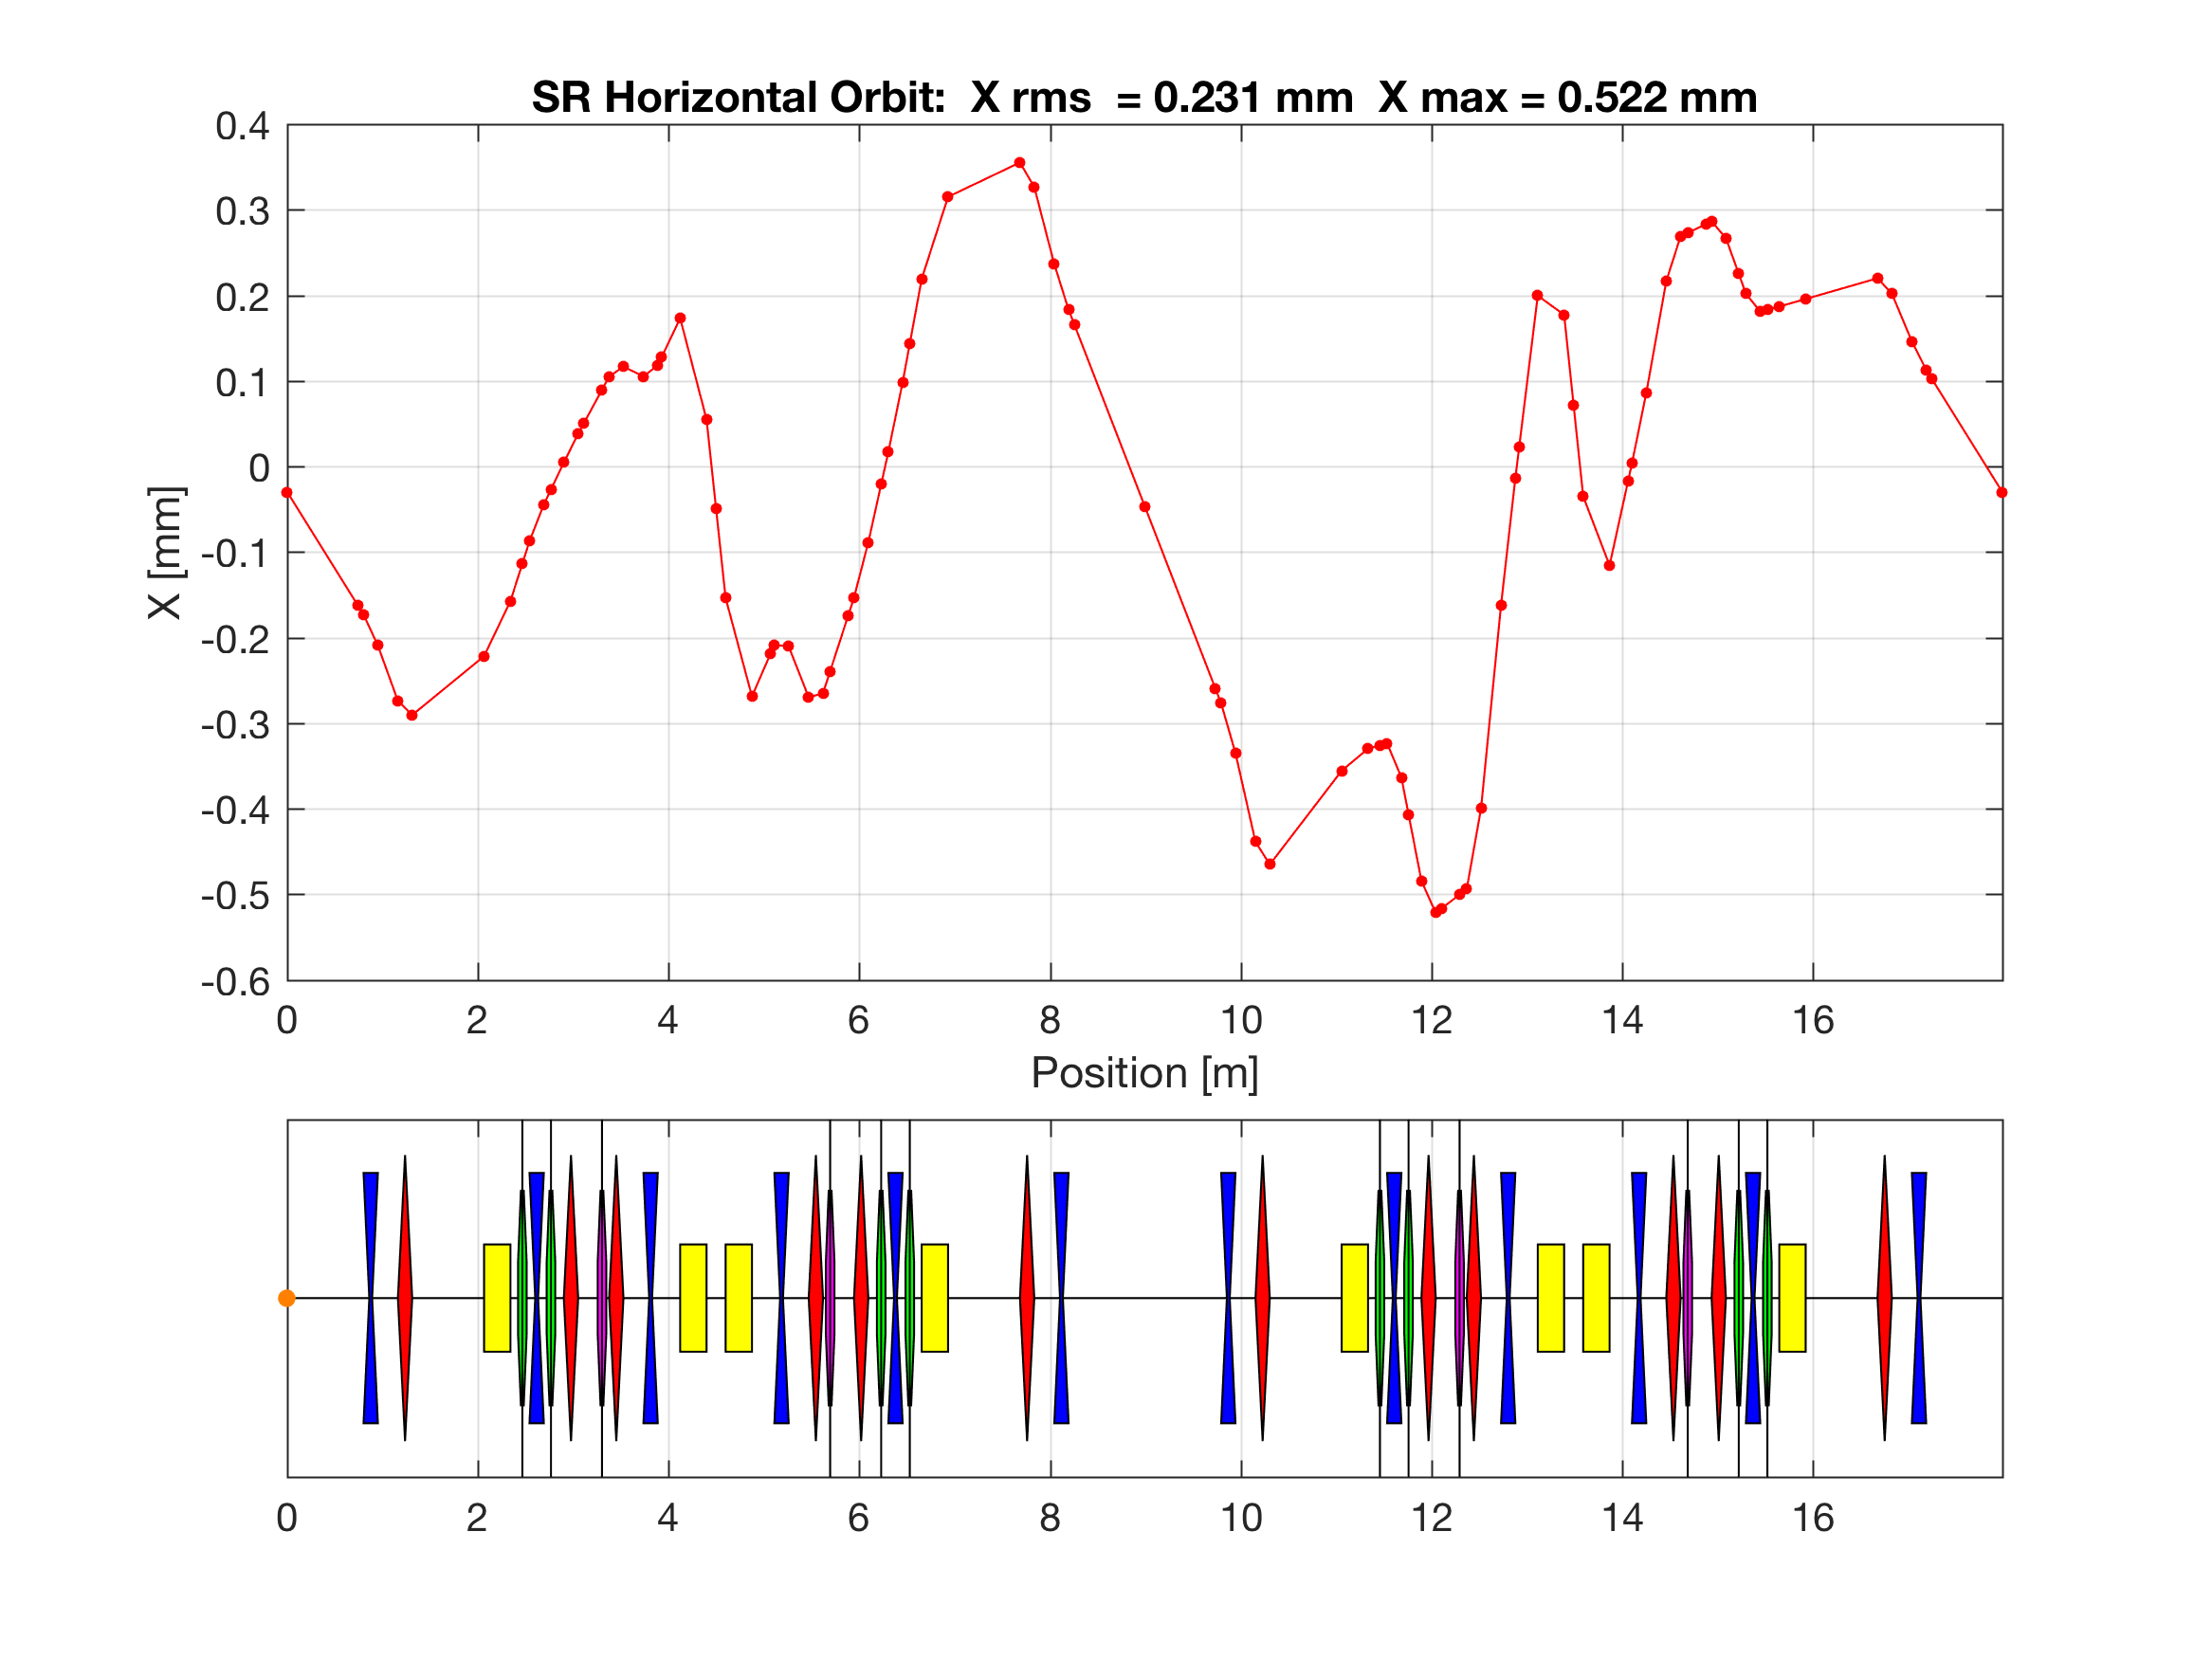 SR Horizontal Orbit:  X rms  = 0.231 mm  X max = 0.522 mm
0.4
0.3
0.2
0.1
0
-0.1
-0.2
-0.3
-0.4
-0.5
-0.6
X [mm]
0 2 4 6 8 10 12 14 16
Position [m]
0 2 4 6 8 10 12 14 16